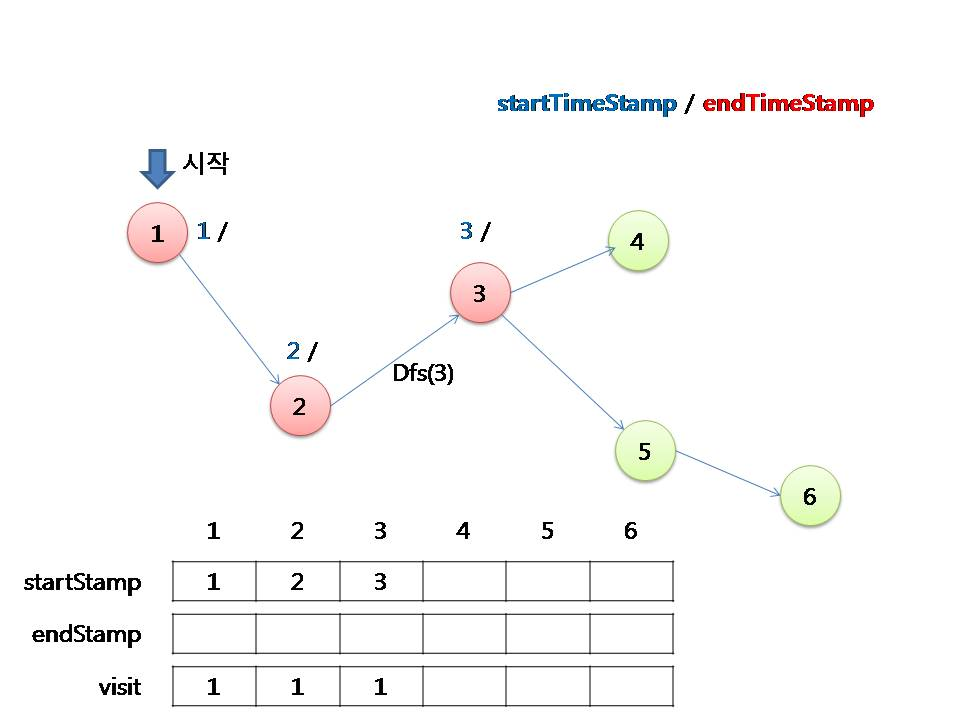 startTimeStamp / endTimeStamp
시작
1
1 /
3 /
4
3
2 /
Dfs(3)
2
5
6
1 2 3 4 5 6
startStamp 1 2 3
endStamp
visit 1 1 1